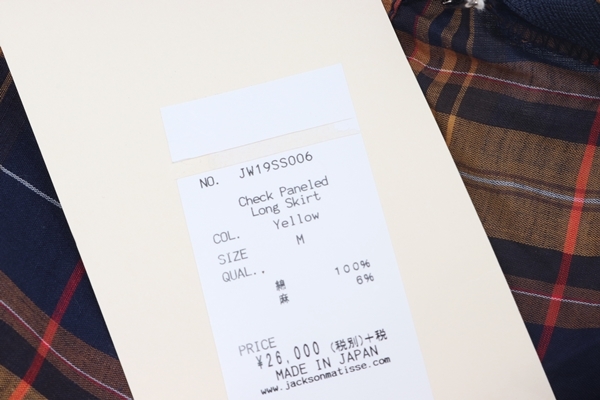 NO. JW19SS006
Check Paneled
Long Skirt
COL. Yellow
SIZE M
QUAL..
綿 100%
麻 6%
PRICE
¥26,000 (税別)+税
MADE IN JAPAN
www.jacksonmatisse.com